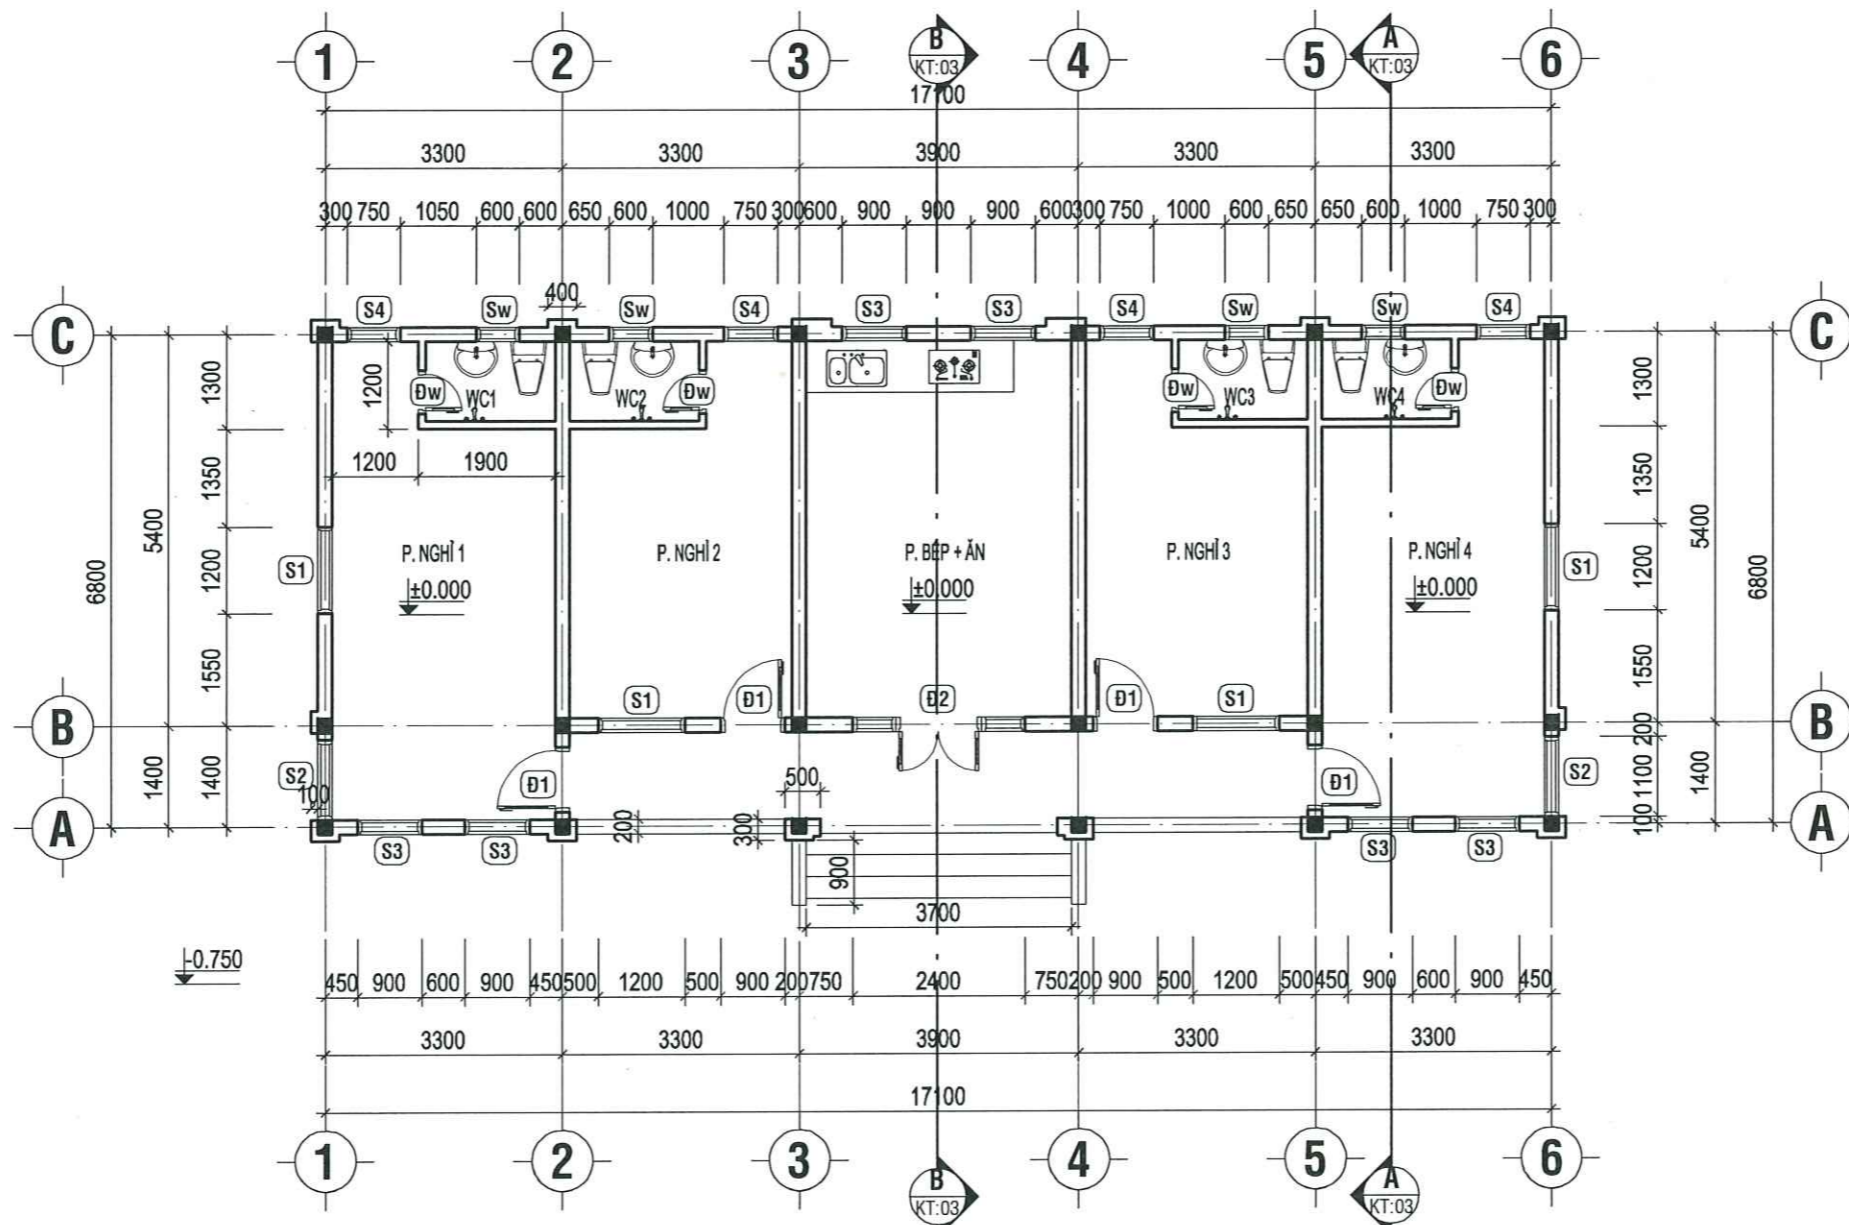 1 2 3 B 4 5 A 6
KT:03 KT:03
17100
3300 3300 3900 3300 3300
300 750 1050 600 600 650 600 1000 750 300 600 900 900 900 600 300 750 1000 600 650 650 600 1000 750 300
400
S4 Sw Sw S4 S3 S3 S4 Sw Sw S4
C C
1300 1200 Đw WC1 WC2 Đw Đw WC3 WC4 Đw 1300
1200 1900
1350 1350
5400 5400
6800 6800
P. NGHỈ 1 P. NGHỈ 2 P. BẾP + ĂN P. NGHỈ 3 P. NGHỈ 4
S1 1200 ±0.000 ±0.000 ±0.000 1200 S1
1550 1550
S1 Đ1 Đ2 Đ1 S1
B B
200
1400 1400 S2 Đ1 500 Đ1 S2 1100 1400
100
A A
200 300 100
S3 S3 S3 S3
900
3700
-0.750
450 900 600 900 450 500 1200 500 900 200 750 2400 750 200 900 500 1200 500 450 900 600 900 450
3300 3300 3900 3300 3300
17100
1 2 3 B 4 5 A 6
KT:03 KT:03